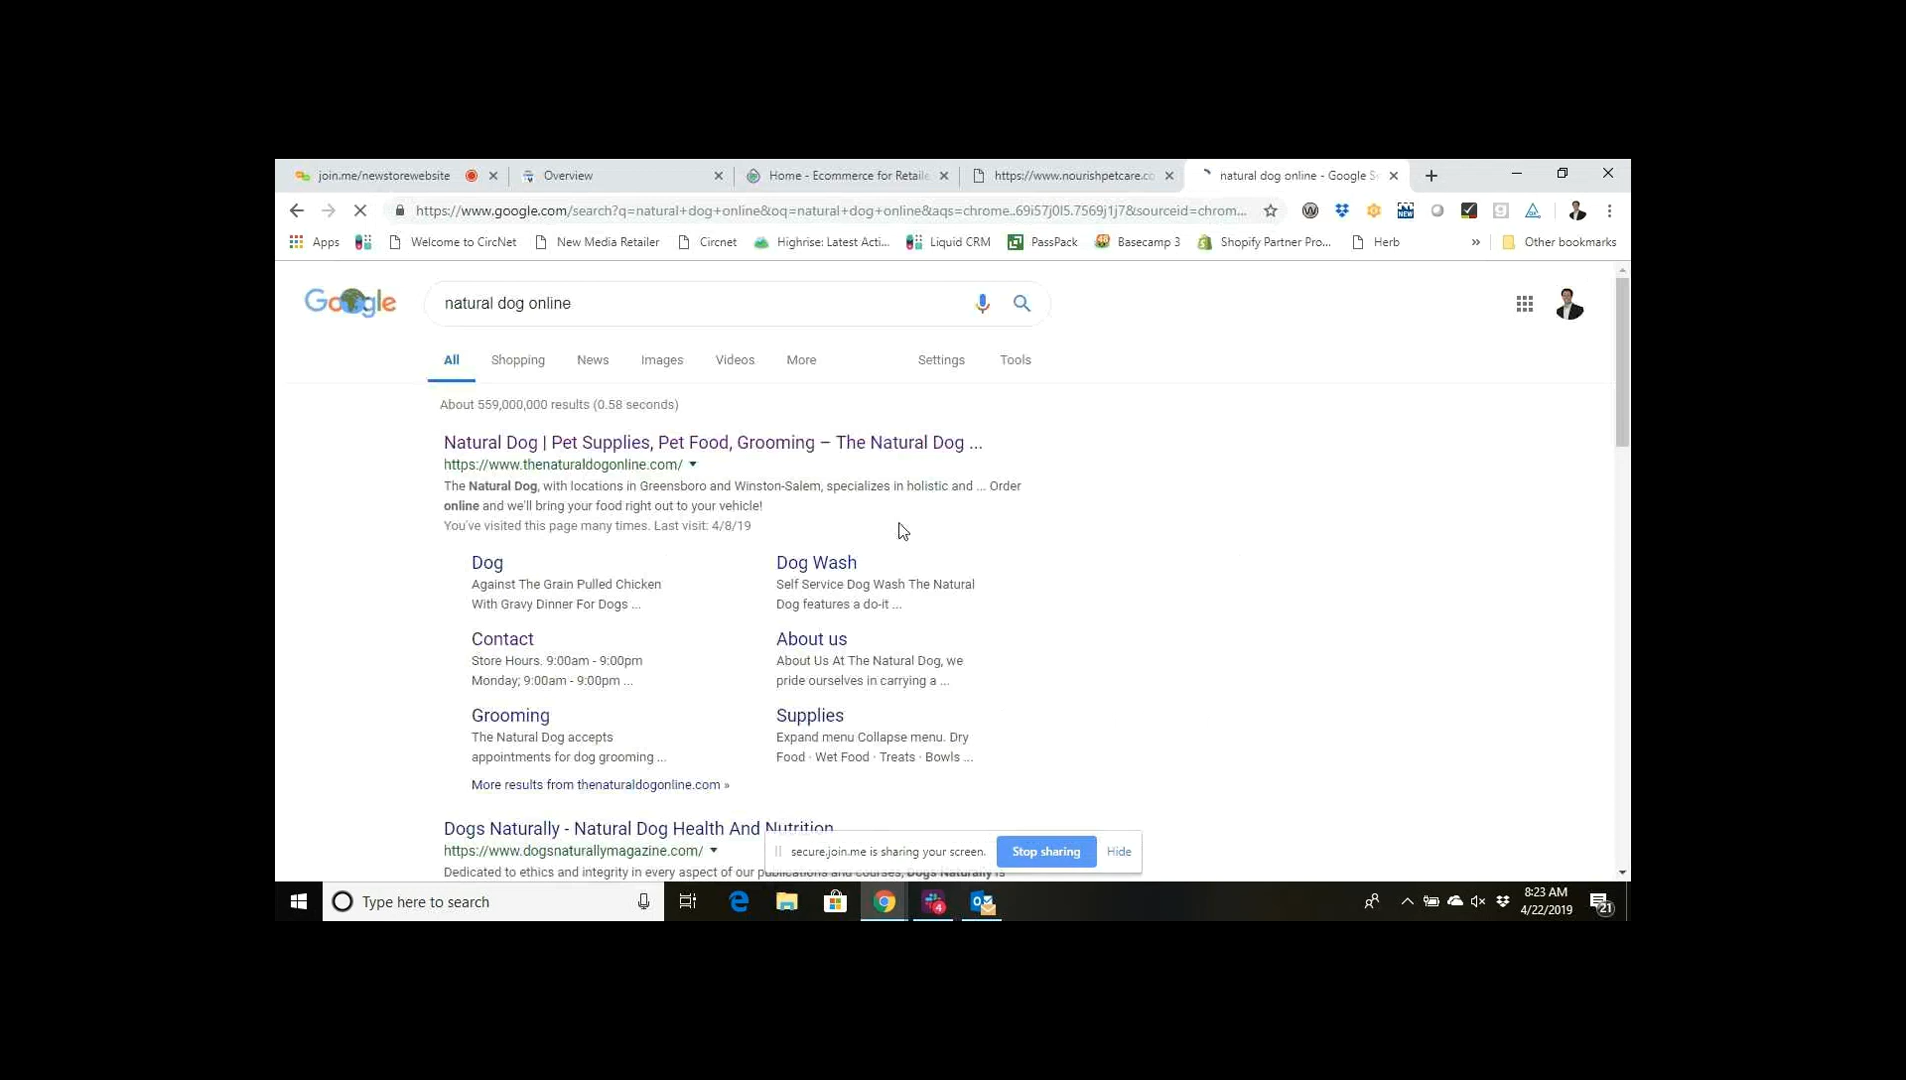 join.me/newstorewebsite
Overview
Home - Ecommerce for Retaile
https://www.nourishpetcare.co
natural dog online - Google S
https://www.google.com/search?q=natural+dog+online&oq=natural+dog+online&aqs=chrome..69i57j0l5.7569j1j7&sourceid=chrom...
Apps
Welcome to CircNet
New Media Retailer
Circnet
Highrise: Latest Acti...
Liquid CRM
PassPack
Basecamp 3
Shopify Partner Pro...
Herb
»
Other bookmarks
Google
natural dog online
All
Shopping
News
Images
Videos
More
Settings
Tools
About 559,000,000 results (0.58 seconds)
Natural Dog | Pet Supplies, Pet Food, Grooming – The Natural Dog ...
https://www.thenaturaldogonline.com/
The Natural Dog, with locations in Greensboro and Winston-Salem, specializes in holistic and ... Order
online and we'll bring your food right out to your vehicle!
You've visited this page many times. Last visit: 4/8/19
Dog
Against The Grain Pulled Chicken
With Gravy Dinner For Dogs ...
Dog Wash
Self Service Dog Wash The Natural
Dog features a do-it ...
Contact
Store Hours. 9:00am - 9:00pm
Monday; 9:00am - 9:00pm ...
About us
About Us At The Natural Dog, we
pride ourselves in carrying a ...
Grooming
The Natural Dog accepts
appointments for dog grooming ...
Supplies
Expand menu Collapse menu. Dry
Food · Wet Food · Treats · Bowls ...
More results from thenaturaldogonline.com »
Dogs Naturally - Natural Dog Health And Nutrition
https://www.dogsnaturallymagazine.com/
Dedicated to ethics and integrity in every aspect of our publications and courses, Dogs Naturally is
secure.join.me is sharing your screen.
Stop sharing
Hide
Type here to search
8:23 AM
4/22/2019
21